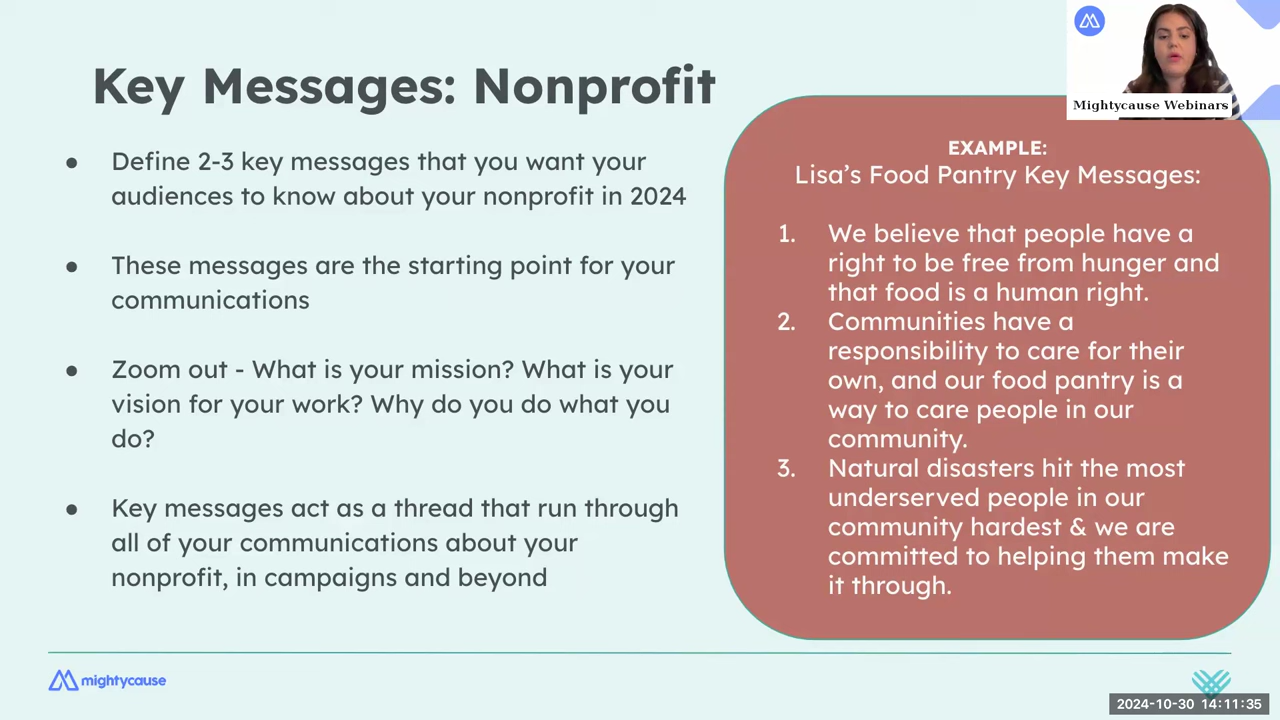 Key Messages: Nonprofit
● Define 2-3 key messages that you want your
audiences to know about your nonprofit in 2024
● These messages are the starting point for your
communications
● Zoom out - What is your mission? What is your
vision for your work? Why do you do what you
do?
● Key messages act as a thread that run through
all of your communications about your
nonprofit, in campaigns and beyond
EXAMPLE:
Lisa’s Food Pantry Key Messages:
1. We believe that people have a
right to be free from hunger and
that food is a human right.
2. Communities have a
responsibility to care for their
own, and our food pantry is a
way to care people in our
community.
3. Natural disasters hit the most
underserved people in our
community hardest & we are
committed to helping them make
it through.
Mightycause Webinars
mightycause
2024-10-30 14:11:35